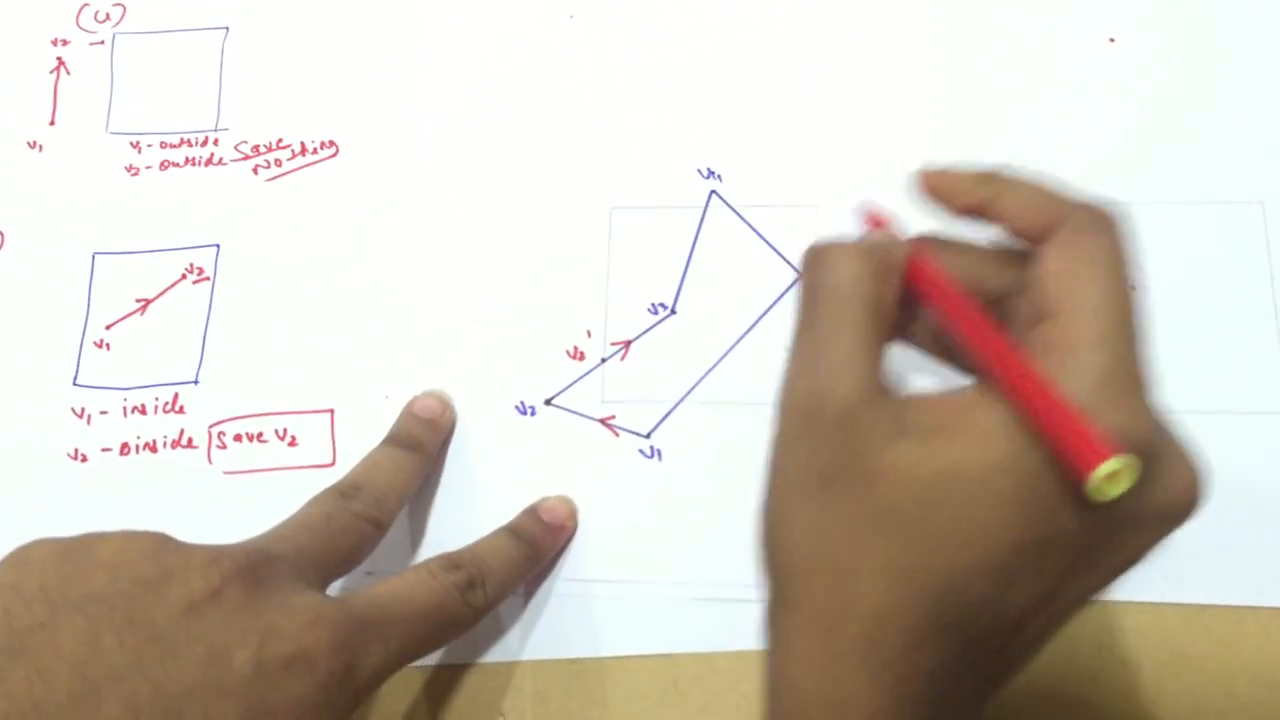 (u)
v2
v1
v1 - outside
v2 - outside Save
Nothing
v2
v1
v1 - inside
v2 - inside Save v2
v4
v3
v2'
v2
v1